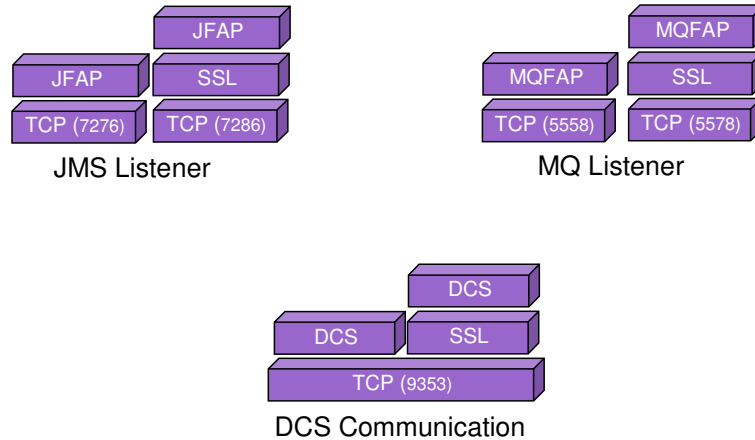 JFAP
JFAP
SSL
TCP (7276)
TCP (7286)
JMS Listener
MQFAP
MQFAP
SSL
TCP (5558)
TCP (5578)
MQ Listener
DCS
DCS
SSL
TCP (9353)
DCS Communication